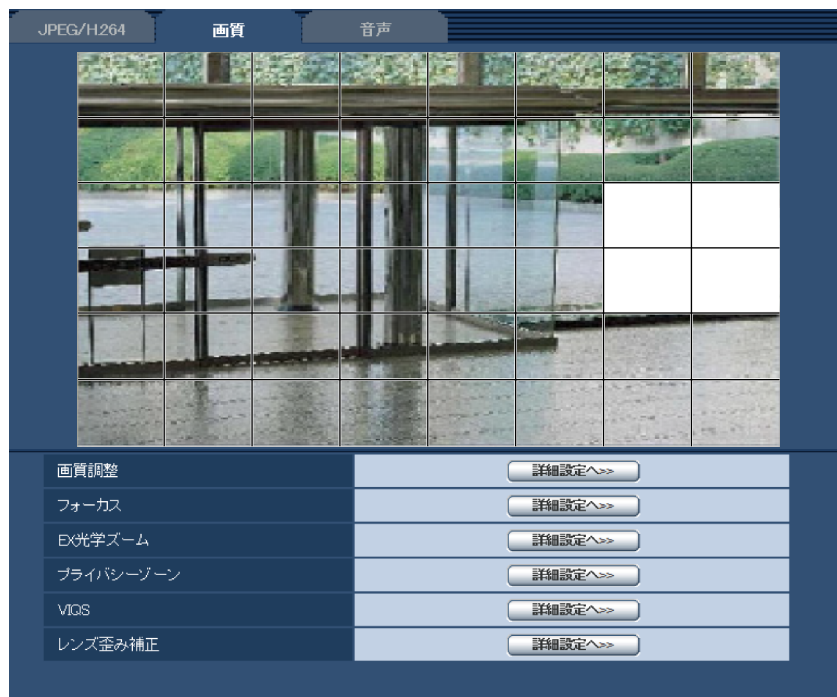 JPEG/H.264
画質
音声
画質調整 詳細設定へ>>
フォーカス 詳細設定へ>>
EX光学ズーム 詳細設定へ>>
プライバシーゾーン 詳細設定へ>>
VIQS 詳細設定へ>>
レンズ歪み補正 詳細設定へ>>